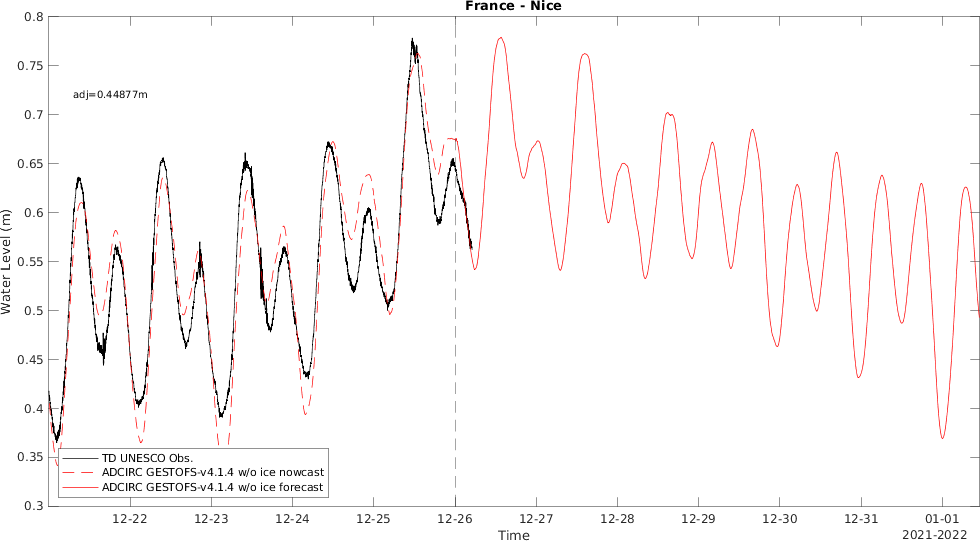 France - Nice
0.8
0.75
0.7
0.65
0.6
0.55
0.5
0.45
0.4
0.35
0.3
Water Level (m)
adj=0.44877m
TD UNESCO Obs.
ADCIRC GESTOFS-v4.1.4 w/o ice nowcast
ADCIRC GESTOFS-v4.1.4 w/o ice forecast
12-22 12-23 12-24 12-25 12-26 12-27 12-28 12-29 12-30 12-31 01-01
Time
2021-2022